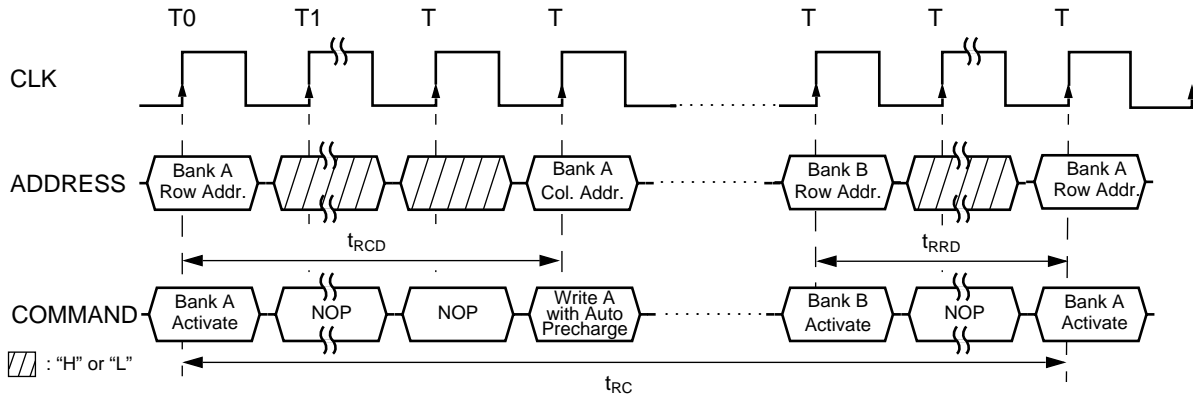 T0 T1 T T T T T
CLK
ADDRESS
Bank A
Row Addr.
Bank A
Col. Addr.
Bank B
Row Addr.
Bank A
Row Addr.
tRCD
tRRD
COMMAND
Bank A
Activate
NOP
NOP
Write A
with Auto
Precharge
Bank B
Activate
NOP
Bank A
Activate
: “H” or “L”
tRC